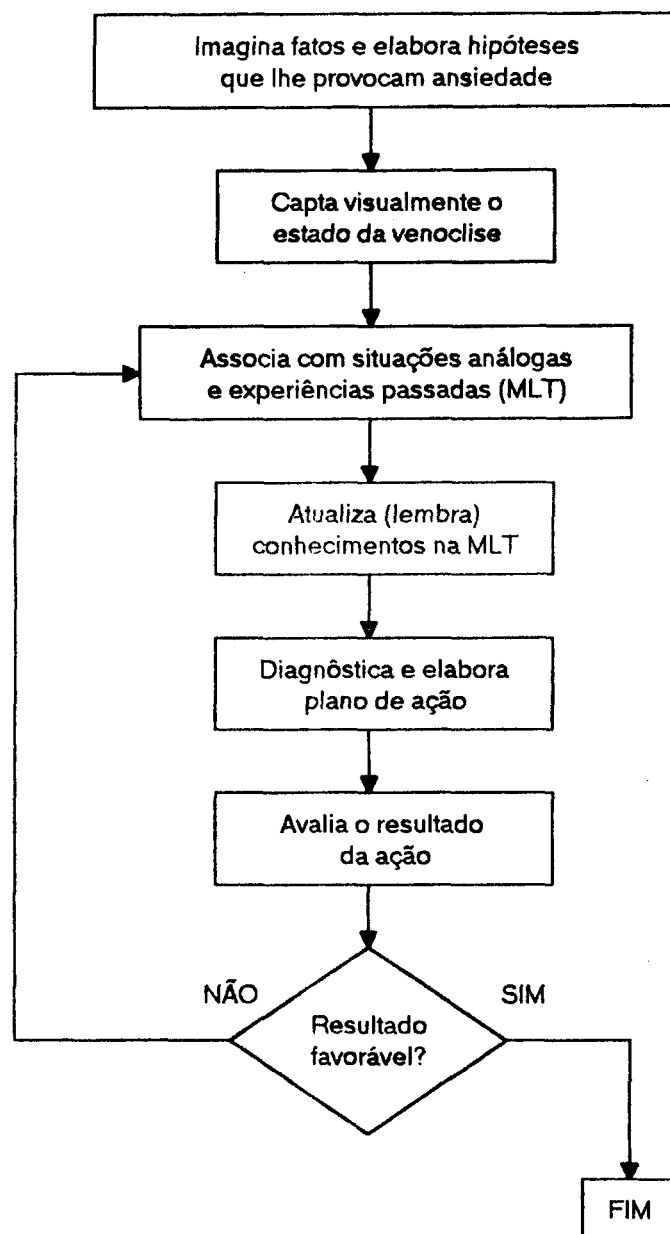 Imagina fatos e elabora hipóteses
que lhe provocam ansiedade
Capta visualmente o
estado da venoclise
Associa com situações análogas
e experiências passadas (MLT)
Atualiza (lembra)
conhecimentos na MLT
Diagnôstica e elabora
plano de ação
Avalia o resultado
da ação
NÃO
SIM
Resultado
favorável?
FIM